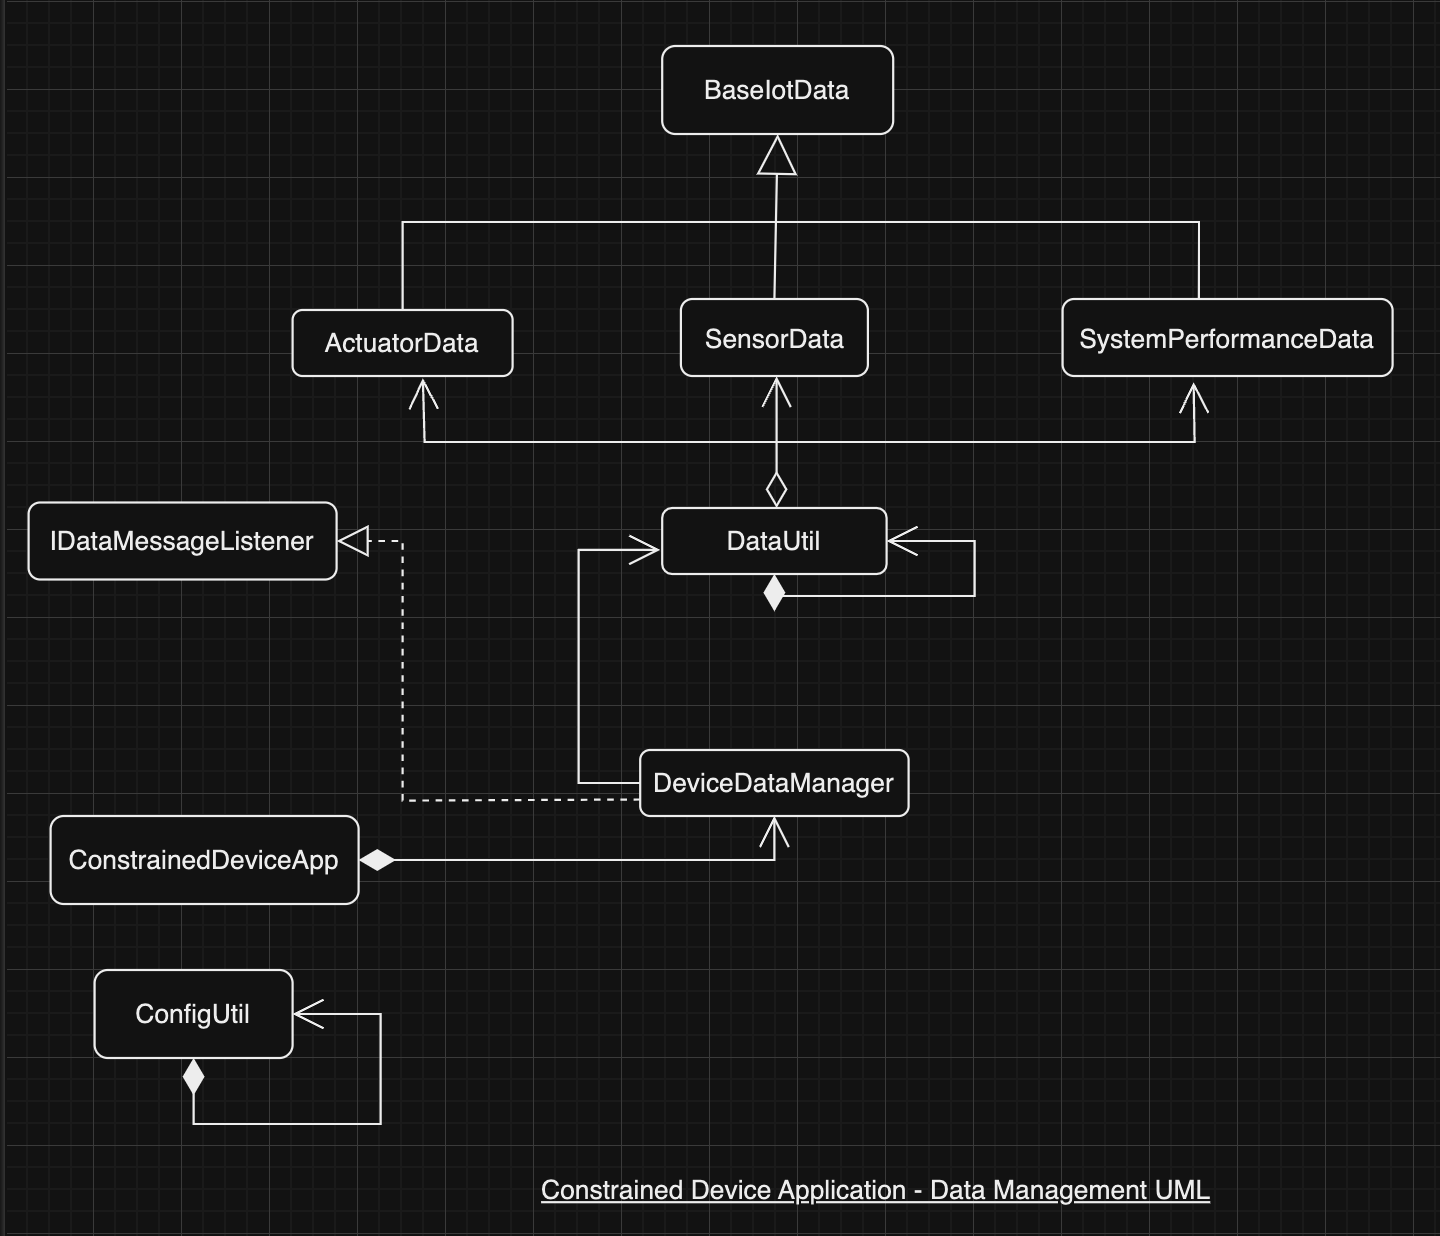 BaseIotData
ActuatorData
SensorData
SystemPerformanceData
IDataMessageListener
DataUtil
DeviceDataManager
ConstrainedDeviceApp
ConfigUtil
Constrained Device Application - Data Management UML